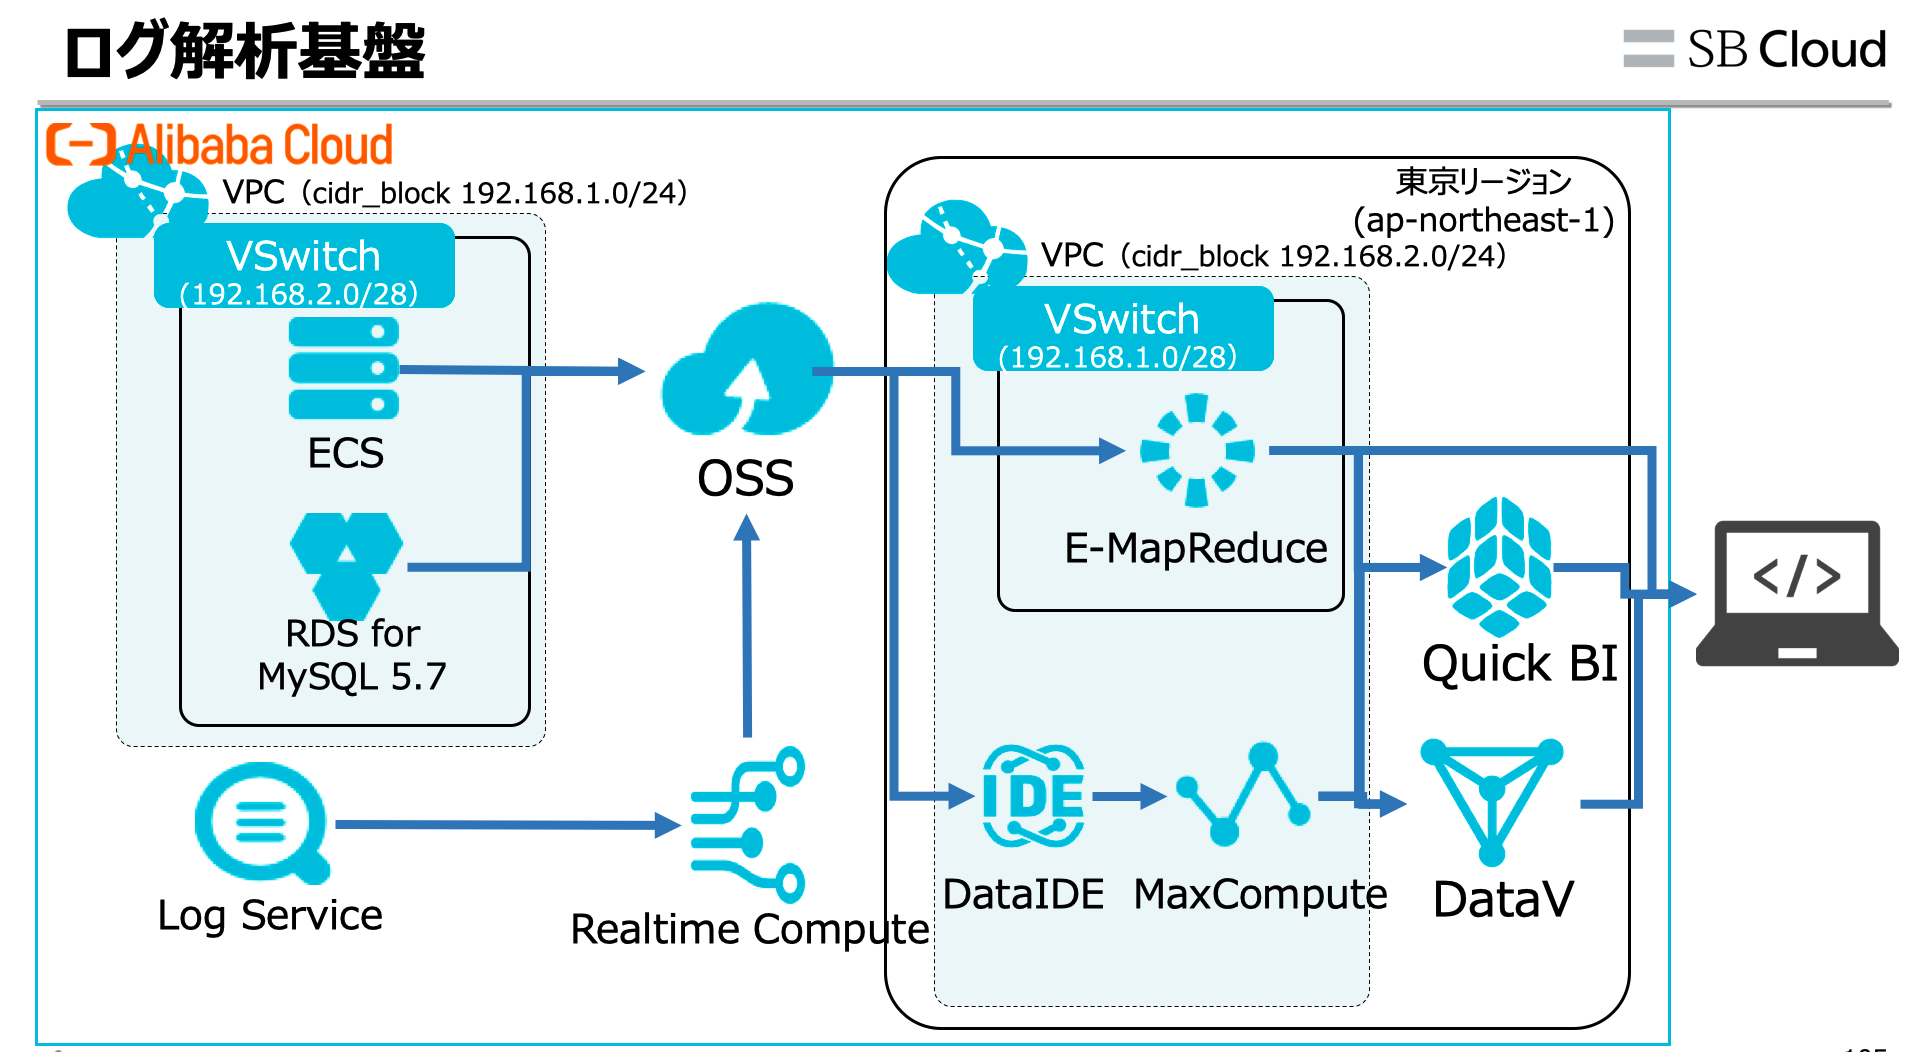 ログ解析基盤
SB Cloud
Alibaba Cloud
VPC（cidr_block 192.168.1.0/24）
VSwitch
(192.168.2.0/28）
ECS
RDS for
MySQL 5.7
Log Service
OSS
Realtime Compute
東京リージョン
(ap-northeast-1)
VPC（cidr_block 192.168.2.0/24）
VSwitch
(192.168.1.0/28）
E-MapReduce
DataIDE
MaxCompute
Quick BI
DataV
IDE
</>